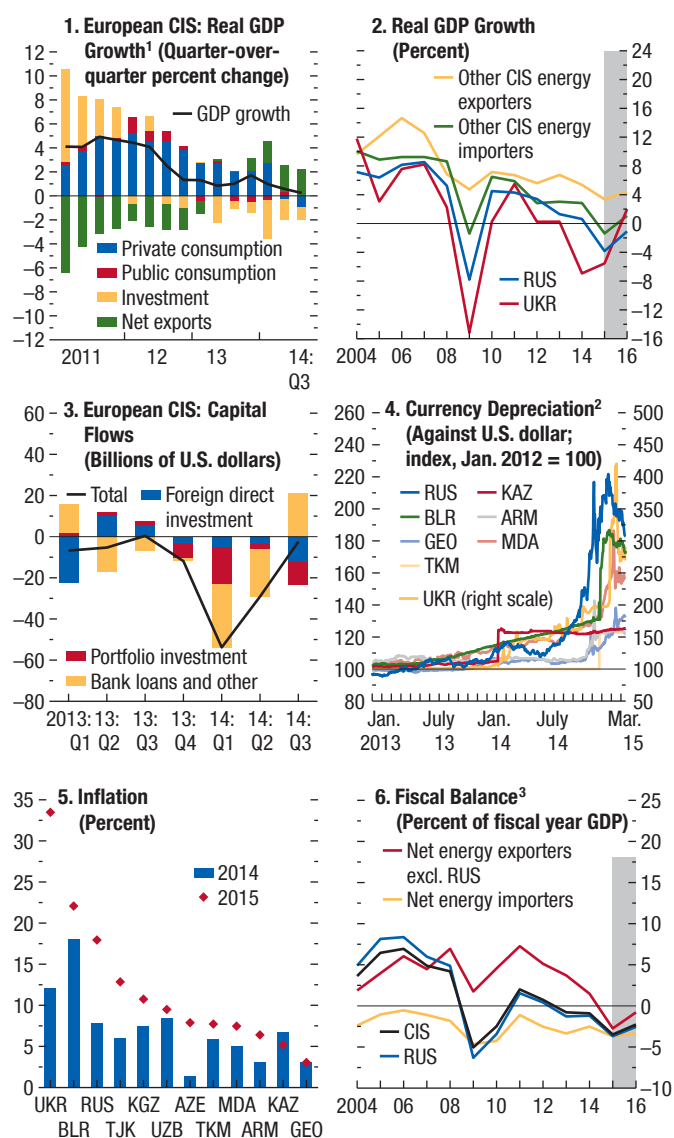 1. European CIS: Real GDP
Growth¹ (Quarter-over-
quarter percent change)
GDP growth
Private consumption
Public consumption
Investment
Net exports
12
10
8
6
4
2
0
–2
–4
–6
–8
–10
–12
2011
12
13
14:
Q3
2. Real GDP Growth
(Percent)
Other CIS energy
exporters
Other CIS energy
importers
RUS
UKR
24
20
16
12
8
4
0
–4
–8
–12
–16
2004 06 08 10 12 14 16
3. European CIS: Capital
Flows
(Billions of U.S. dollars)
Total
Foreign direct
investment
Portfolio investment
Bank loans and other
60
40
20
0
–20
–40
–60
–80
2013:
Q1
13:
Q2
13:
Q3
13:
Q4
14:
Q1
14:
Q2
14:
Q3
4. Currency Depreciation²
(Against U.S. dollar;
index, Jan. 2012 = 100)
RUS
KAZ
BLR
ARM
GEO
MDA
TKM
UKR (right scale)
260
240
220
200
180
160
140
120
100
80
500
450
400
350
300
250
200
150
100
50
Jan.
2013
July
13
Jan.
14
July
14
Mar.
15
5. Inflation
(Percent)
2014
2015
35
30
25
20
15
10
5
0
UKR RUS KGZ AZE MDA KAZ
BLR TJK UZB TKM ARM GEO
6. Fiscal Balance³
(Percent of fiscal year GDP)
Net energy exporters
excl. RUS
Net energy importers
CIS
RUS
25
20
15
10
5
0
–5
–10
2004 06 08 10 12 14 16